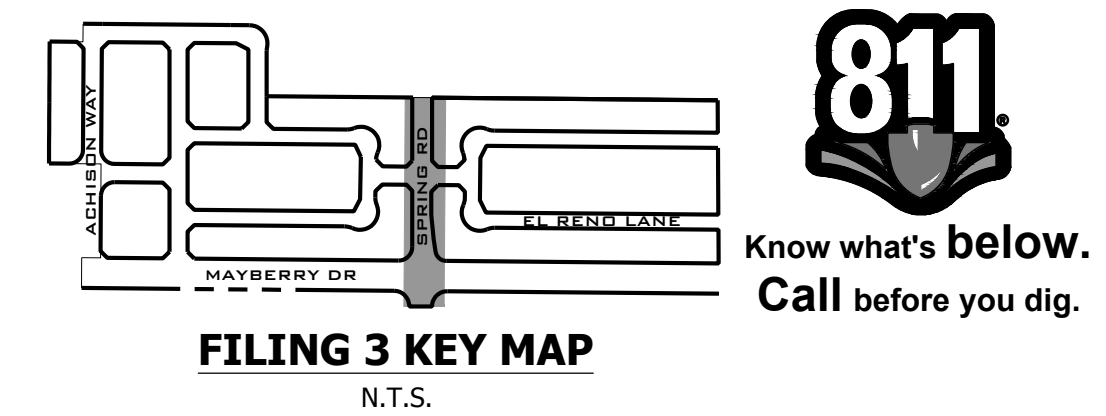 ACHISON WAY
SPRING RD
EL RENO LANE
MAYBERRY DR
FILING 3 KEY MAP
N.T.S.
811®
Know what's below.
Call before you dig.